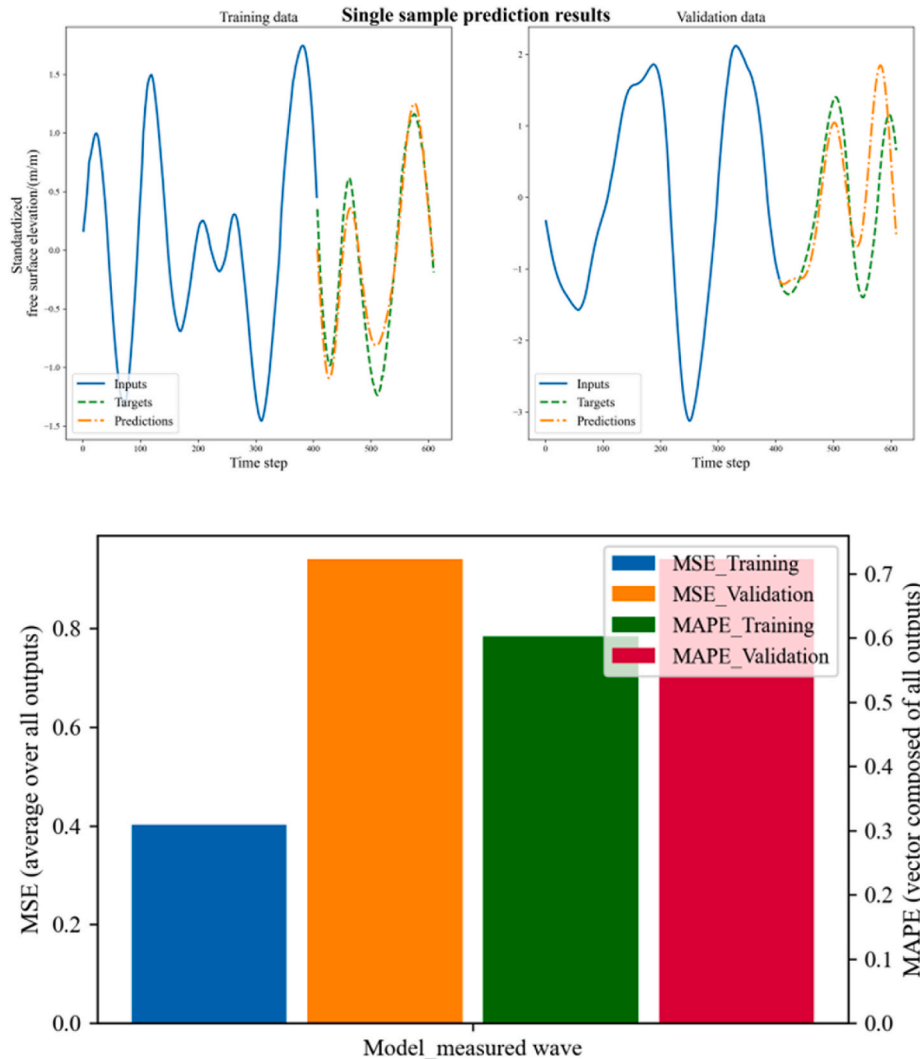 Single sample prediction results
Training data
Validation data
Standardized
free surface elevation/(m/m)
1.5
1.0
0.5
0.0
−0.5
−1.0
−1.5
Inputs
Targets
Predictions
0 100 200 300 400 500 600
Time step
2
1
0
−1
−2
−3
Inputs
Targets
Predictions
0 100 200 300 400 500 600
Time step
MSE (average over all outputs)
0.8
0.6
0.4
0.2
0.0
MSE_Training
MSE_Validation
MAPE_Training
MAPE_Validation
0.7
0.6
0.5
0.4
0.3
0.2
0.1
0.0
MAPE (vector composed of all outputs)
Model_measured wave